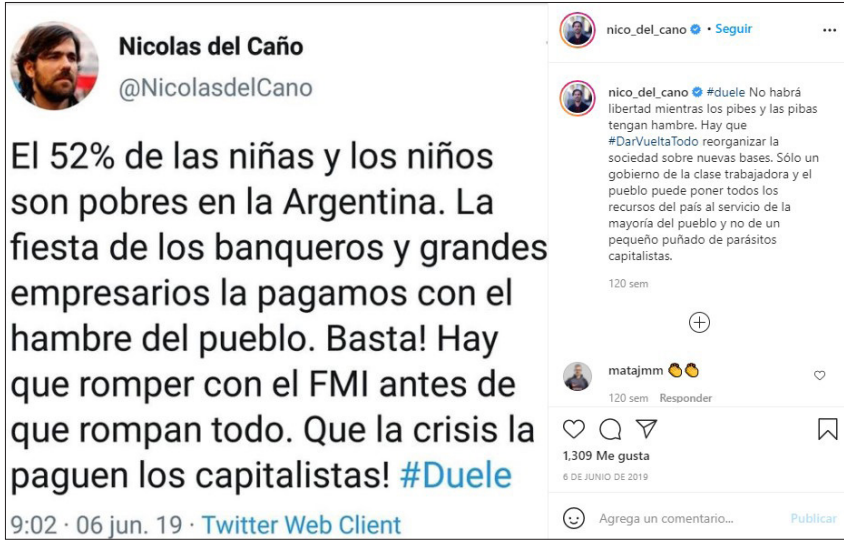 Nicolas del Caño
@NicolasdelCano
El 52% de las niñas y los niños
son pobres en la Argentina. La
fiesta de los banqueros y grandes
empresarios la pagamos con el
hambre del pueblo. Basta! Hay
que romper con el FMI antes de
que rompan todo. Que la crisis la
paguen los capitalistas! #Duele
9:02 · 06 jun. 19 · Twitter Web Client
nico_del_cano • Seguir
nico_del_cano #duele No habrá
libertad mientras los pibes y las pibas
tengan hambre. Hay que
#DarVueltaTodo reorganizar la
sociedad sobre nuevas bases. Sólo un
gobierno de la clase trabajadora y el
pueblo puede poner todos los
recursos del país al servicio de la
mayoría del pueblo y no de un
pequeño puñado de parásitos
capitalistas.
120 sem
matajmm 👏👏
120 sem Responder
1,309 Me gusta
6 DE JUNIO DE 2019
Agrega un comentario... Publicar